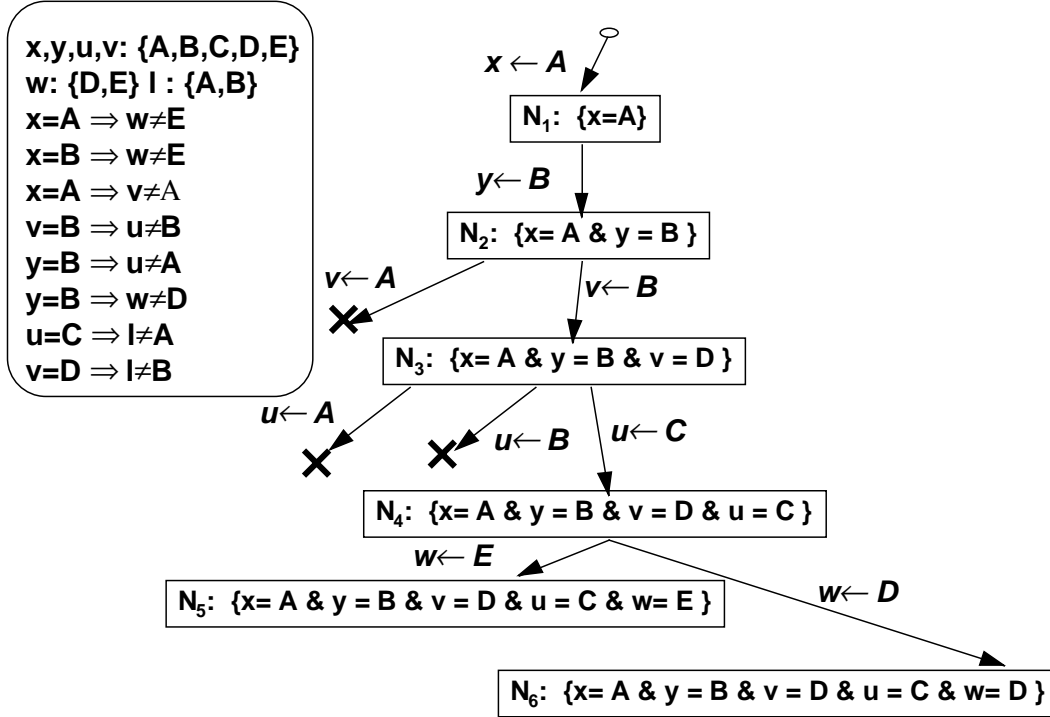 x,y,u,v: {A,B,C,D,E}
w: {D,E} l : {A,B}
x=A ⇒ w≠E
x=B ⇒ w≠E
x=A ⇒ v≠A
v=B ⇒ u≠B
y=B ⇒ u≠A
y=B ⇒ w≠D
u=C ⇒ l≠A
v=D ⇒ l≠B
x ← A
N₁: {x=A}
y← B
N₂: {x= A & y = B }
v← A
v← B
N₃: {x= A & y = B & v = D }
u← A
u← B
u← C
N₄: {x= A & y = B & v = D & u = C }
w← E
w← D
N₅: {x= A & y = B & v = D & u = C & w= E }
N₆: {x= A & y = B & v = D & u = C & w= D }